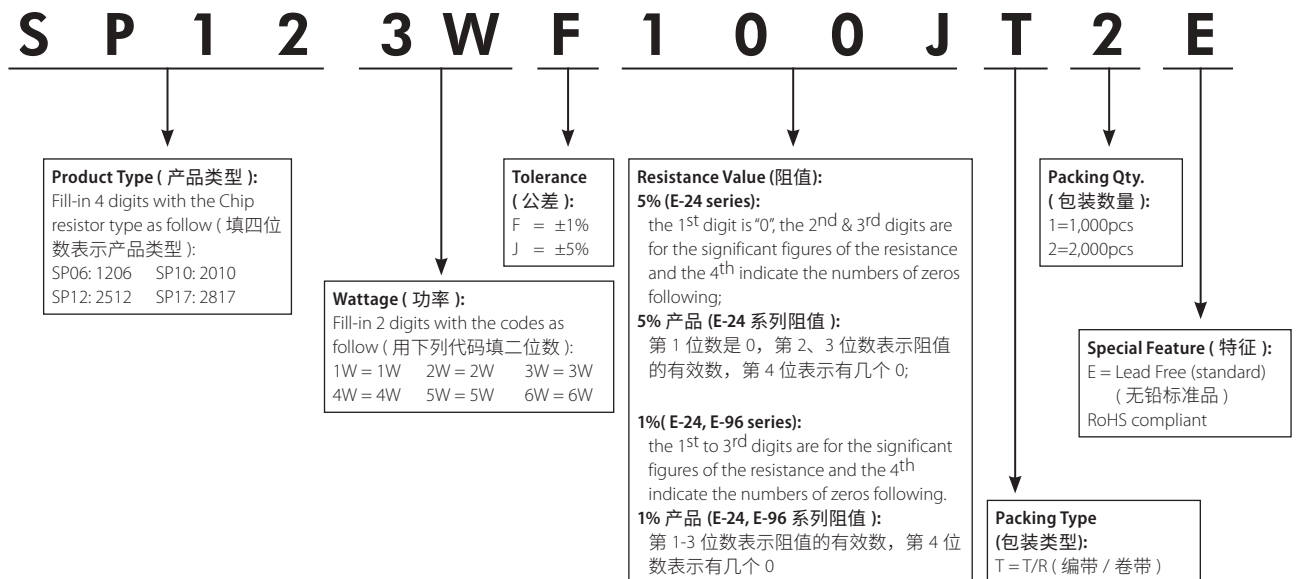 S P 1 2 3 W F 1 0 0 J T 2 E
Product Type ( 产品类型 ):
Fill-in 4 digits with the Chip
resistor type as follow ( 填四位
数表示产品类型 ):
SP06: 1206 SP10: 2010
SP12: 2512 SP17: 2817
Wattage ( 功率 ):
Fill-in 2 digits with the codes as
follow ( 用下列代码填二位数 ):
1W = 1W 2W = 2W 3W = 3W
4W = 4W 5W = 5W 6W = 6W
Tolerance
( 公差 ):
F = ±1%
J = ±5%
Resistance Value (阻值):
5% (E-24 series):
the 1st digit is “0”, the 2nd & 3rd digits are
for the significant figures of the resistance
and the 4th indicate the numbers of zeros
following;
5% 产品 (E-24 系列阻值 ):
第 1 位数是 0，第 2、3 位数表示阻值
的有效数，第 4 位表示有几个 0;
1%( E-24, E-96 series):
the 1st to 3rd digits are for the significant
figures of the resistance and the 4th
indicate the numbers of zeros following.
1% 产品 (E-24, E-96 系列阻值 ):
第 1-3 位数表示阻值的有效数，第 4 位
数表示有几个 0
Packing Type
(包装类型):
T = T/R ( 编带 / 卷带 )
Packing Qty.
( 包装数量 ):
1=1,000pcs
2=2,000pcs
Special Feature ( 特征 ):
E = Lead Free (standard)
( 无铅标准品 )
RoHS compliant